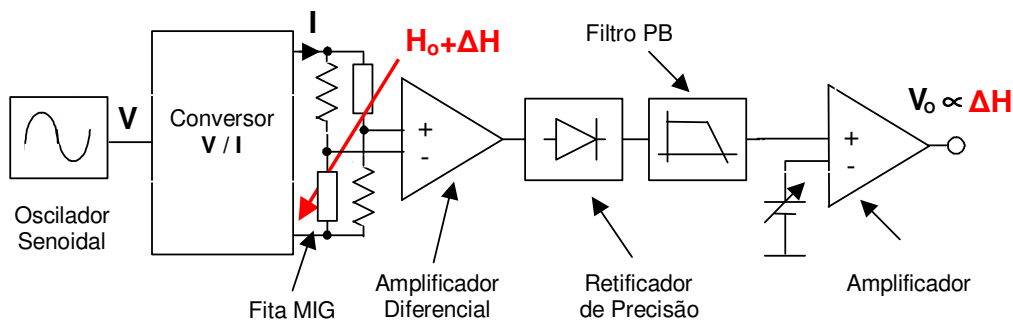 I
Hₒ+ΔH
Filtro PB
V
Conversor
V / I
Vₒ ∝ ΔH
+
-
+
-
Oscilador
Senoidal
Fita MIG
Amplificador
Diferencial
Retificador
de Precisão
Amplificador